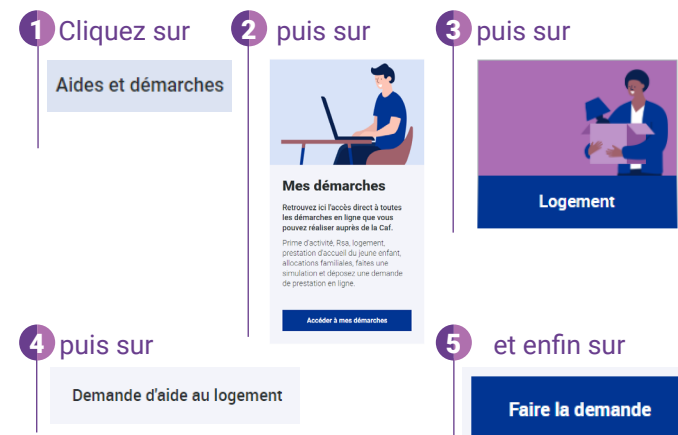 1 Cliquez sur
Aides et démarches
2 puis sur
Mes démarches
Retrouvez ici l'accès direct à toutes
les démarches en ligne que vous
pouvez réaliser auprès de la Caf.
Prime d'activité, Rsa, logement,
prestation d'accueil du jeune enfant,
allocations familiales, faites une
simulation et déposez une demande
de prestation en ligne.
Accéder à mes démarches
3 puis sur
Logement
4 puis sur
Demande d'aide au logement
5 et enfin sur
Faire la demande